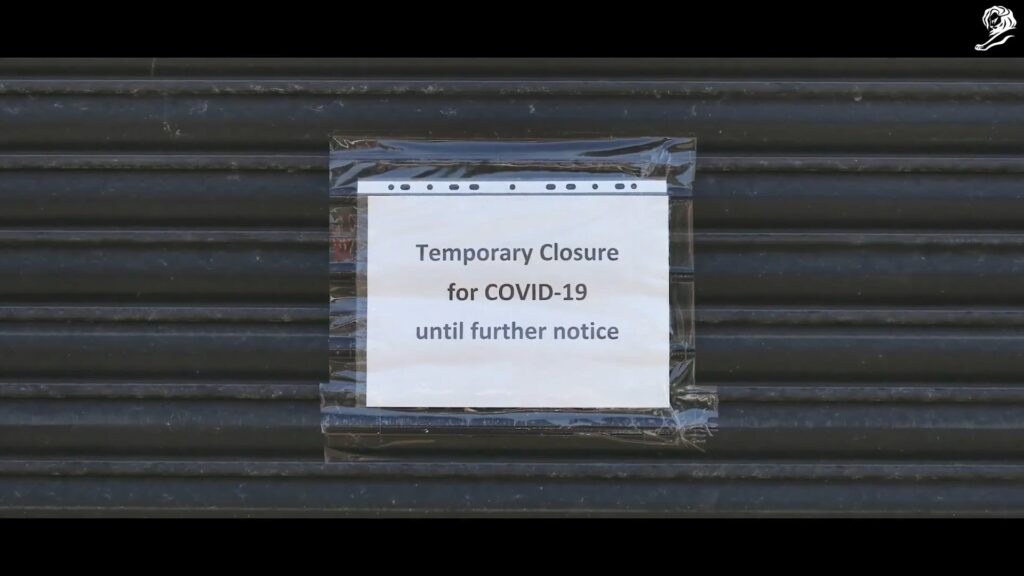 Temporary Closure
for COVID-19
until further notice